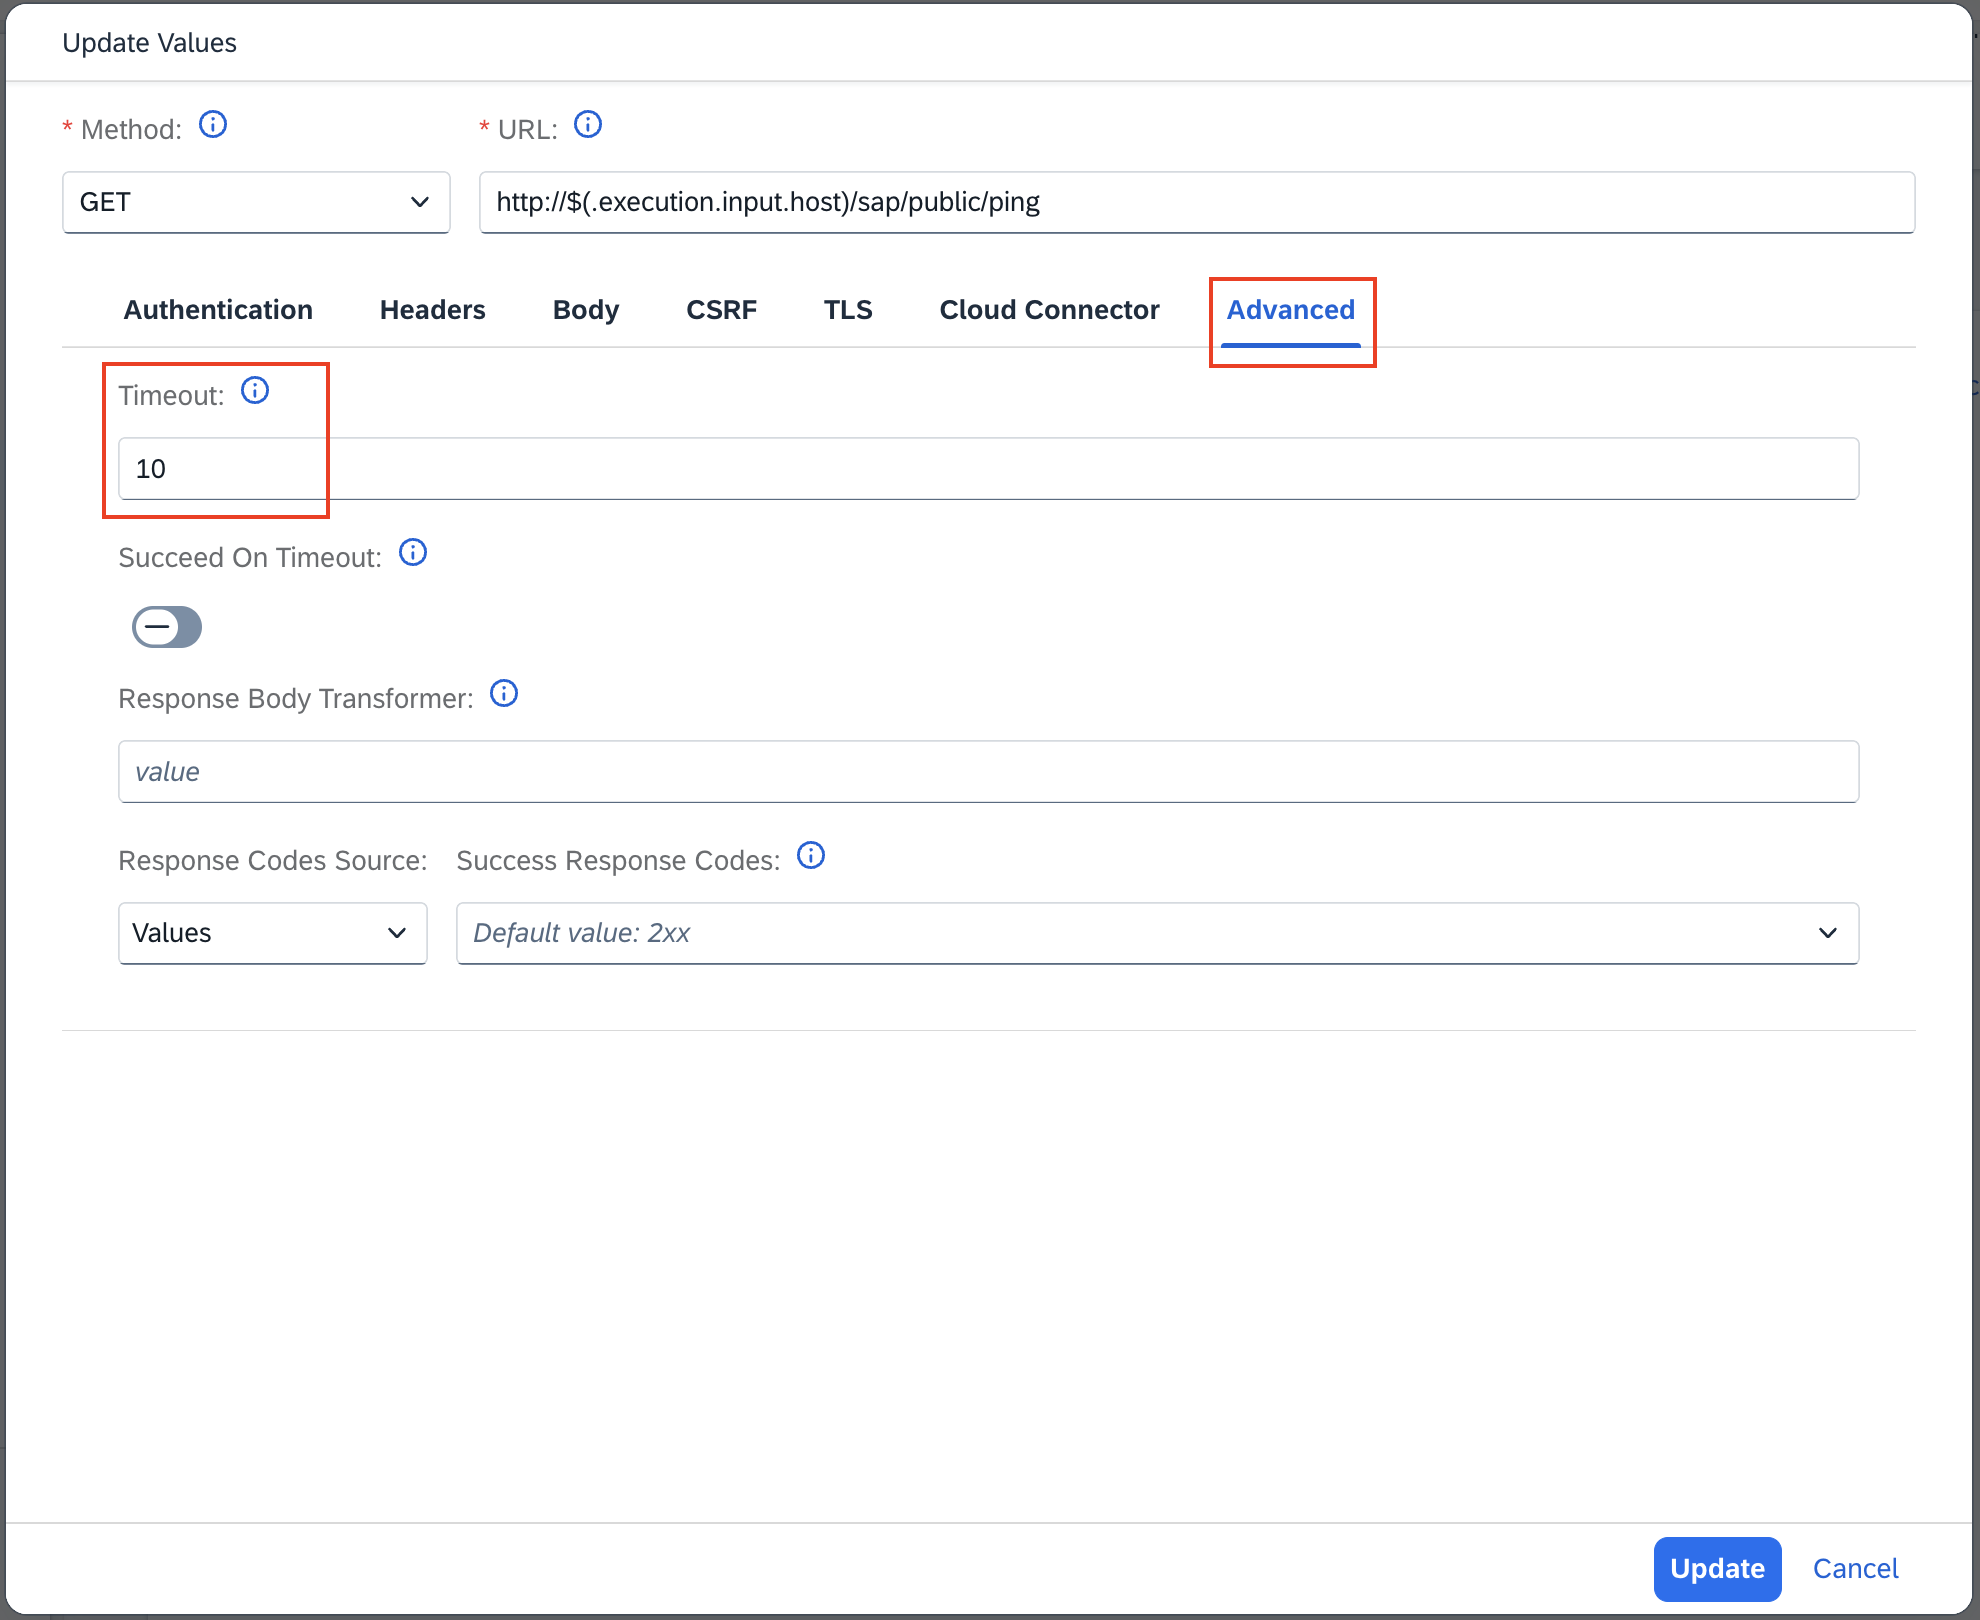 Update Values
* Method:
* URL:
GET
http://$(.execution.input.host)/sap/public/ping
Authentication Headers Body CSRF TLS Cloud Connector Advanced
Timeout:
10
Succeed On Timeout:
Response Body Transformer:
value
Response Codes Source: Success Response Codes:
Values
Default value: 2xx
Update Cancel